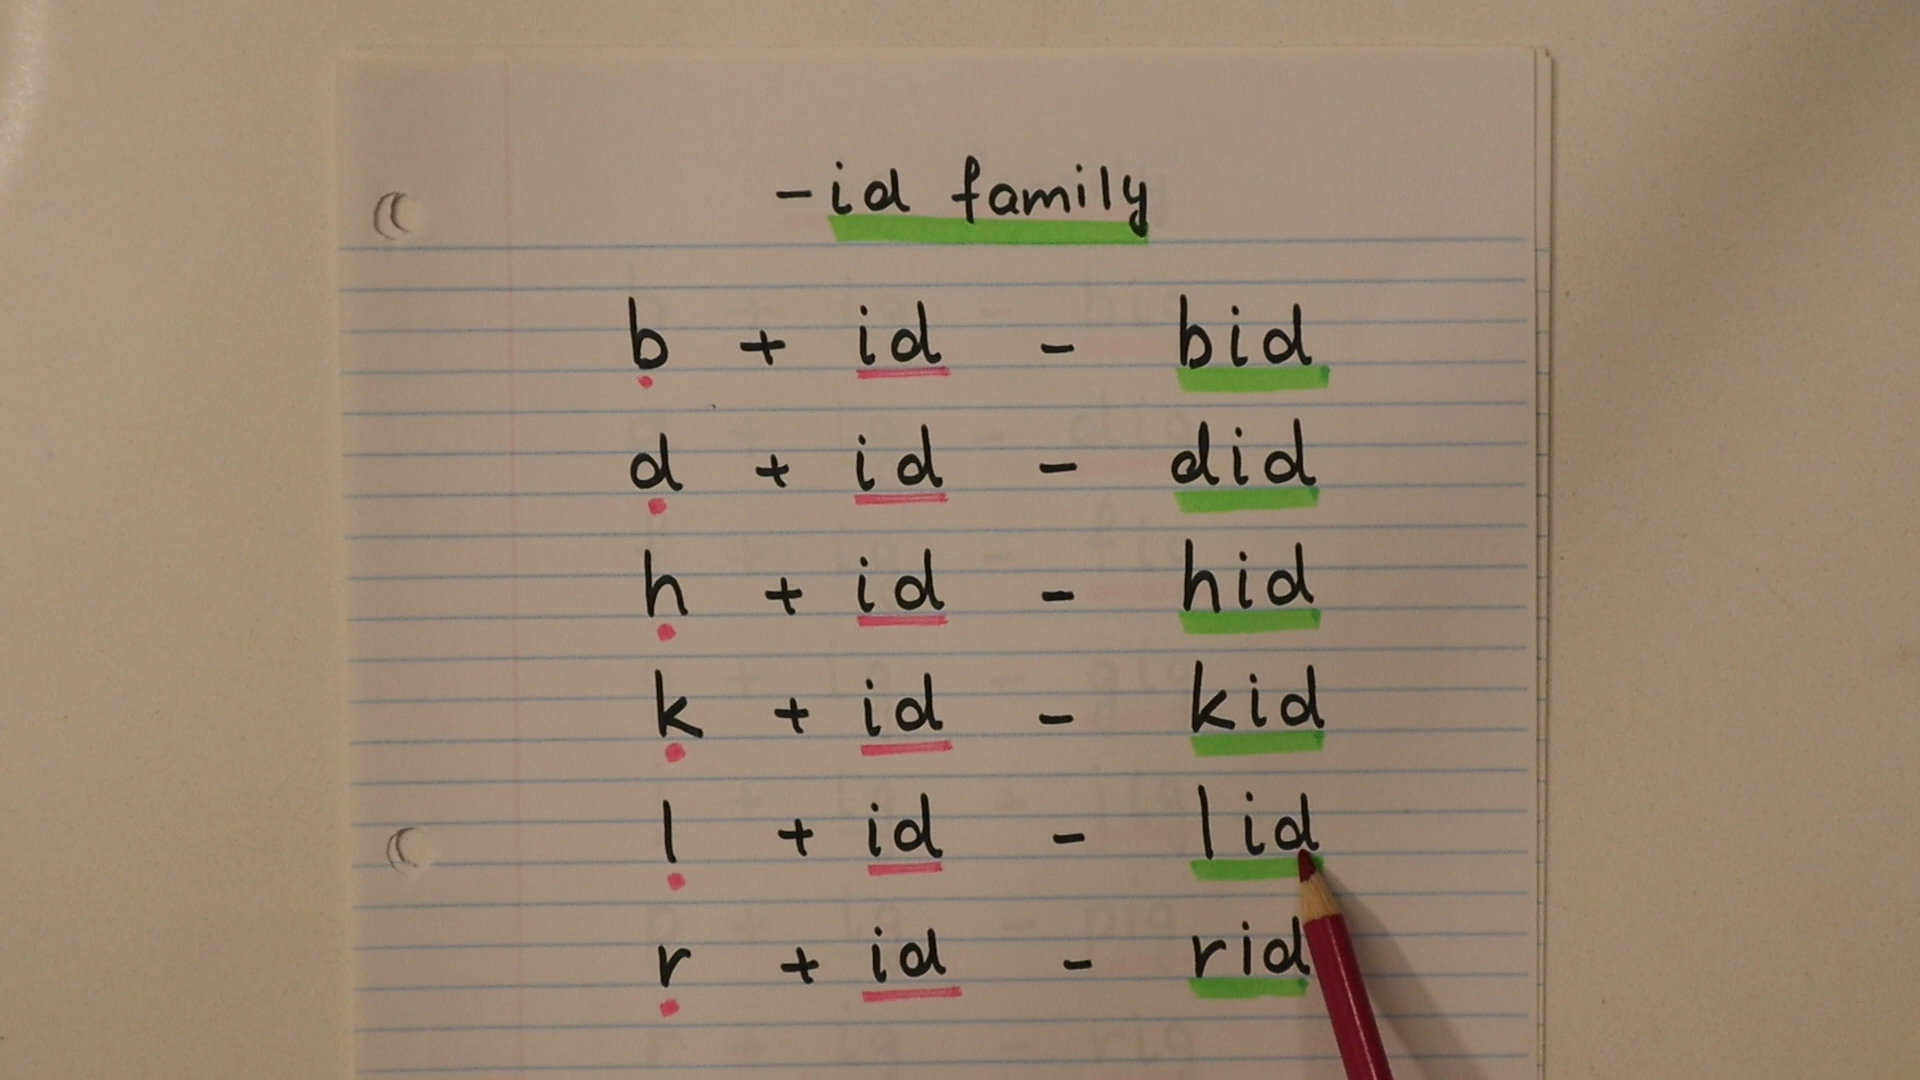 -id family
b + id - bid
d + id - did
h + id - hid
k + id - kid
l + id - lid
r + id - rid